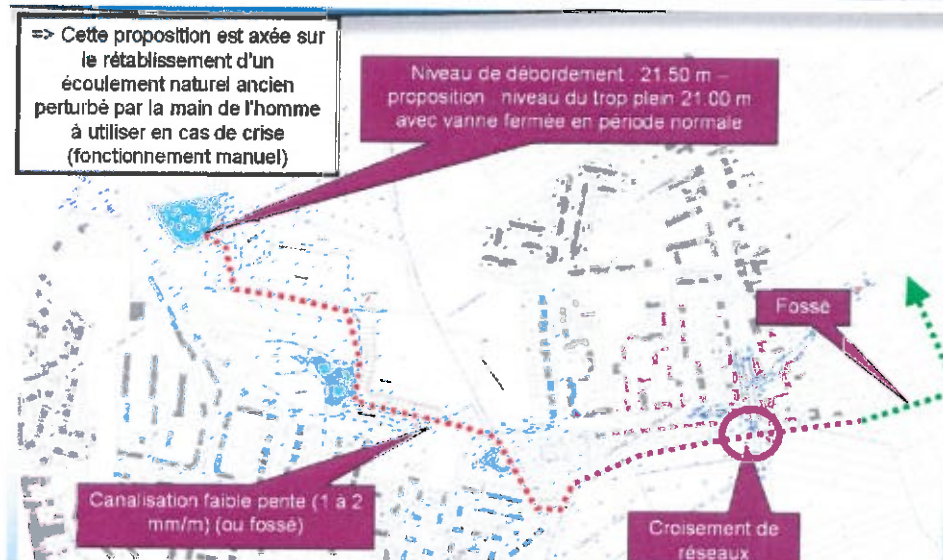 => Cette proposition est axée sur
le rétablissement d'un
écoulement naturel ancien
perturbé par la main de l'homme
à utiliser en cas de crise
(fonctionnement manuel)
Niveau de débordement : 21.50 m –
proposition : niveau du trop plein 21.00 m
avec vanne fermée en période normale
Fossé
Canalisation faible pente (1 à 2
mm/m) (ou fossé)
Croisement de
réseaux